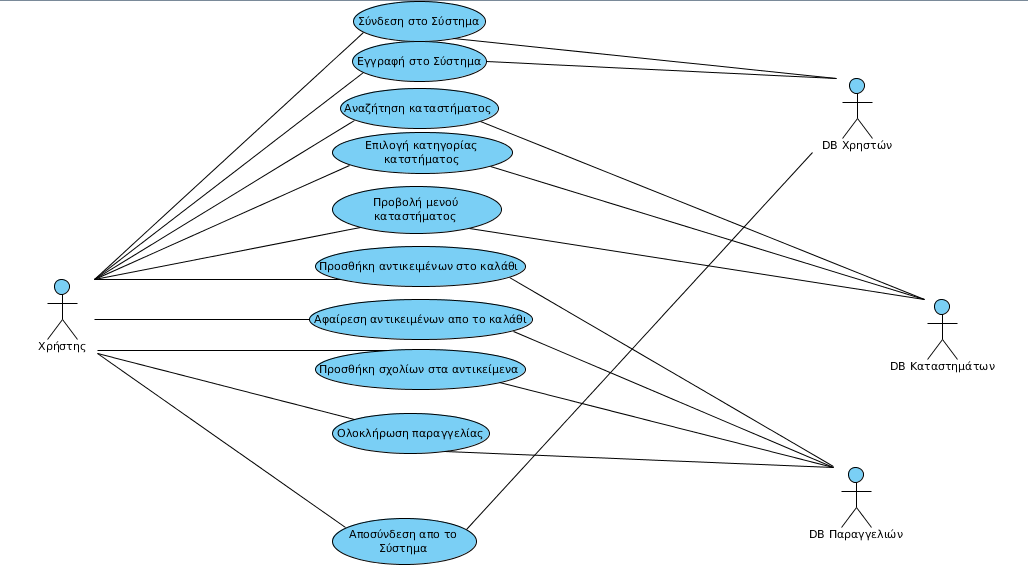 Σύνδεση στο Σύστημα
Εγγραφή στο Σύστημα
Αναζήτηση καταστήματος
Επιλογή κατηγορίας
κατστήματος
Προβολή μενού
καταστήματος
Προσθήκη αντικειμένων στο καλάθι
Αφαίρεση αντικειμένων απο το καλάθι
Προσθήκη σχολίων στα αντικείμενα
Ολοκλήρωση παραγγελίας
Αποσύνδεση απο το
Σύστημα
Χρήστης
DB Χρηστών
DB Καταστημάτων
DB Παραγγελιών